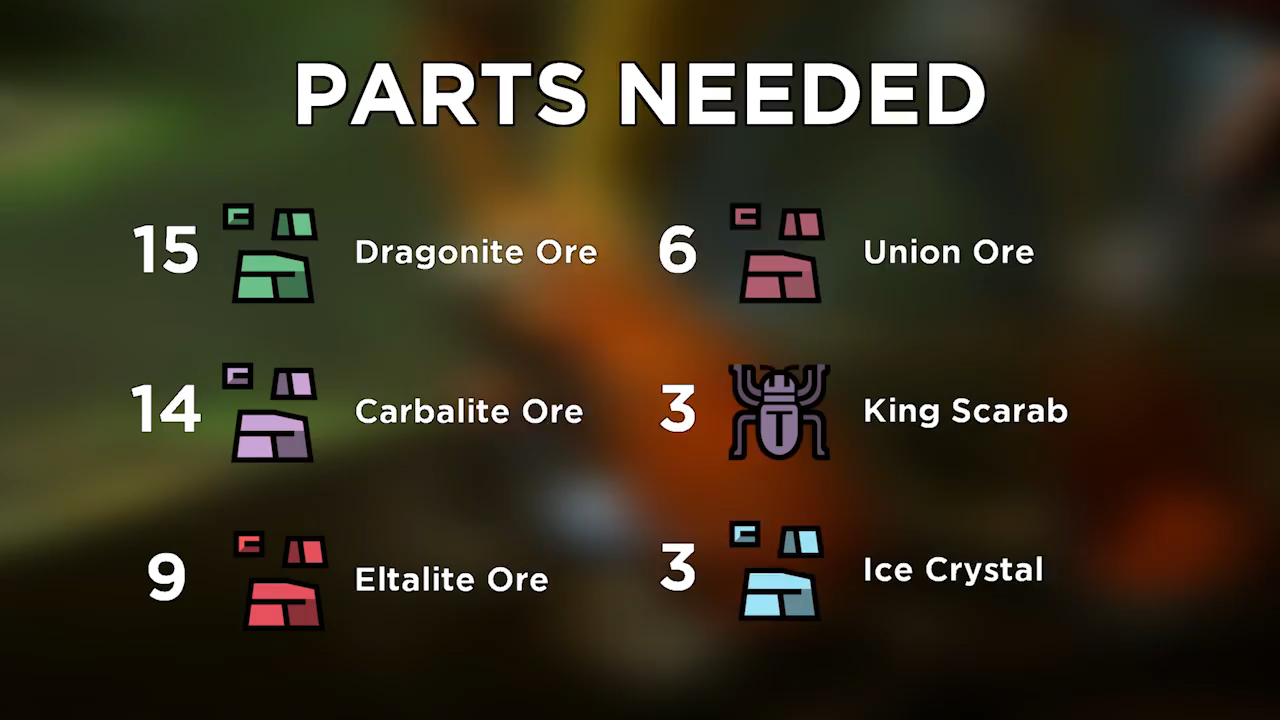 PARTS NEEDED
15 Dragonite Ore
6 Union Ore
14 Carbalite Ore
3 King Scarab
9 Eltalite Ore
3 Ice Crystal